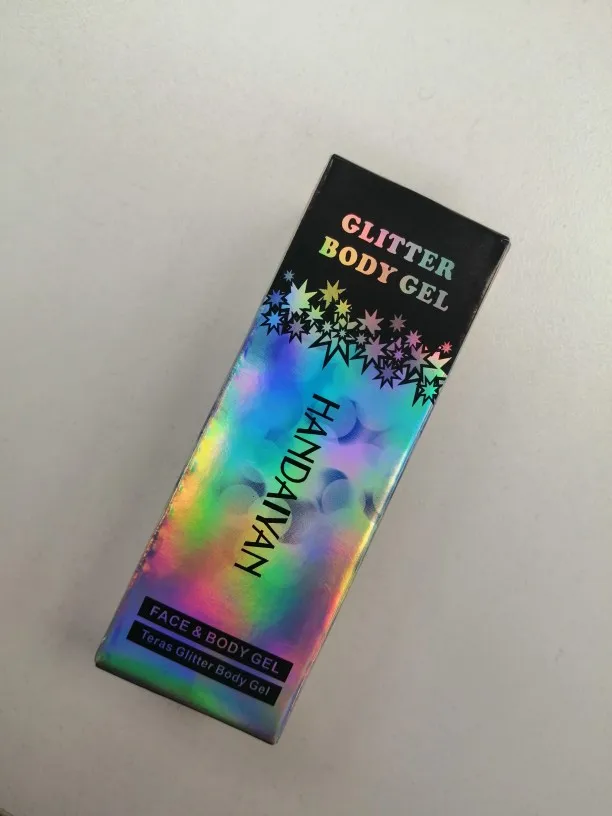 GLITTER
BODY GEL
HANDAIYAN
FACE & BODY GEL
Teras Glitter Body Gel